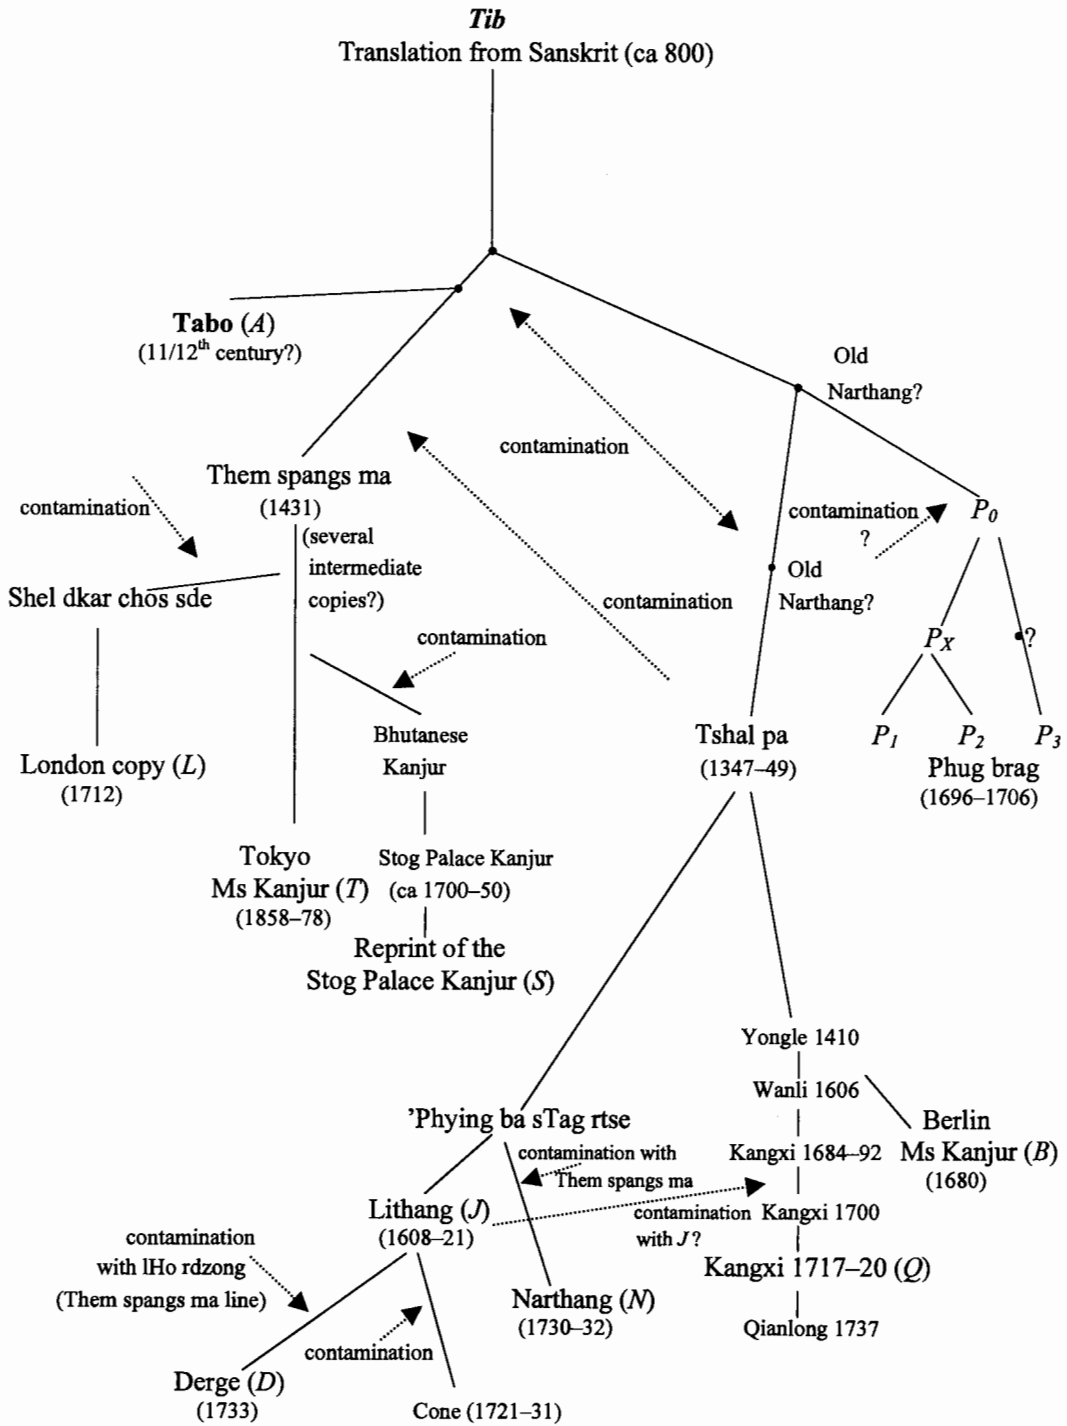 Tib
Translation from Sanskrit (ca 800)
Tabo (A)
(11/12th century?)
Old
Narthang?
contamination
Them spangs ma
(1431)
contamination
(several
intermediate
copies?)
contamination
?
P0
Shel dkar chos sde
Old
Narthang?
contamination
contamination
PX
?
London copy (L)
(1712)
Bhutanese
Kanjur
Tshal pa
(1347–49)
P1
P2
P3
Phug brag
(1696–1706)
Tokyo
Ms Kanjur (T)
(1858–78)
Stog Palace Kanjur
(ca 1700–50)
Reprint of the
Stog Palace Kanjur (S)
Yongle 1410
Wanli 1606
Berlin
Ms Kanjur (B)
(1680)
Kangxi 1684–92
Kangxi 1700
Kangxi 1717–20 (Q)
Qianlong 1737
'Phying ba sTag rtse
contamination with
Them spangs ma
Lithang (J)
(1608–21)
contamination
with J ?
contamination
with lHo rdzong
(Them spangs ma line)
Narthang (N)
(1730–32)
contamination
Derge (D)
(1733)
Cone (1721–31)